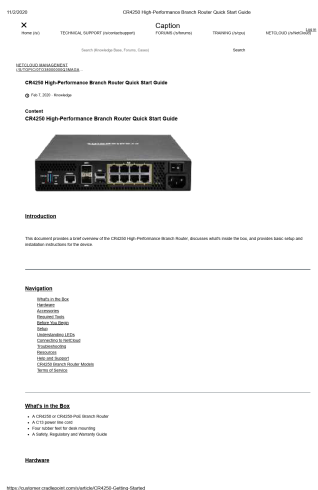 11/2/2020
CR4250 High-Performance Branch Router Quick Start Guide
Caption
Home (/s/)
TECHNICAL SUPPORT (/s/contactsupport)
FORUMS (/s/forums)
TRAINING (/s/cpu)
NETCLOUD (/s/NetCloud)
Log in
Search (Knowledge Base, Forums, Cases)
Search
NETCLOUD MANAGEMENT
CR4250 High-Performance Branch Router Quick Start Guide
Feb 7, 2020 · Knowledge
Content
CR4250 High-Performance Branch Router Quick Start Guide
Introduction
This document provides a brief overview of the CR4250 High-Performance Branch Router, discusses what's inside the box, and provides basic setup and
installation instructions for the device.
Navigation
What's in the Box
Hardware
Accessories
Required Tools
Before You Begin
Setup
Understanding LEDs
Connecting to NetCloud
Troubleshooting
Resources
Help and Support
CR4250 Branch Router Models
Terms of Service
What's in the Box
A CR4250 or CR4250-PoE Branch Router
A C13 power line cord
Four rubber feet for desk mounting
A Safety, Regulatory and Warranty Guide
Hardware
https://customer.cradlepoint.com/s/article/CR4250-Getting-Started